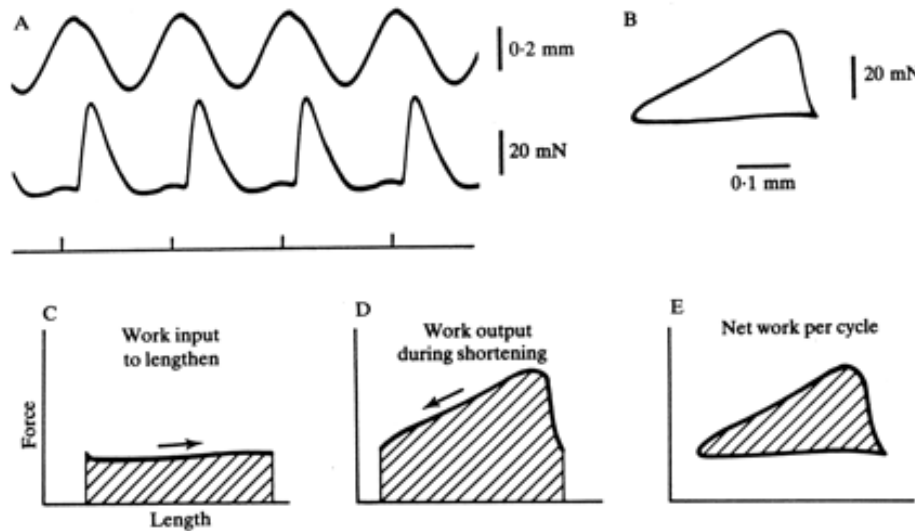 A
0·2 mm
20 mN
B
20 mN
0·1 mm
C
Work input
to lengthen
Force
Length
D
Work output
during shortening
E
Net work per cycle